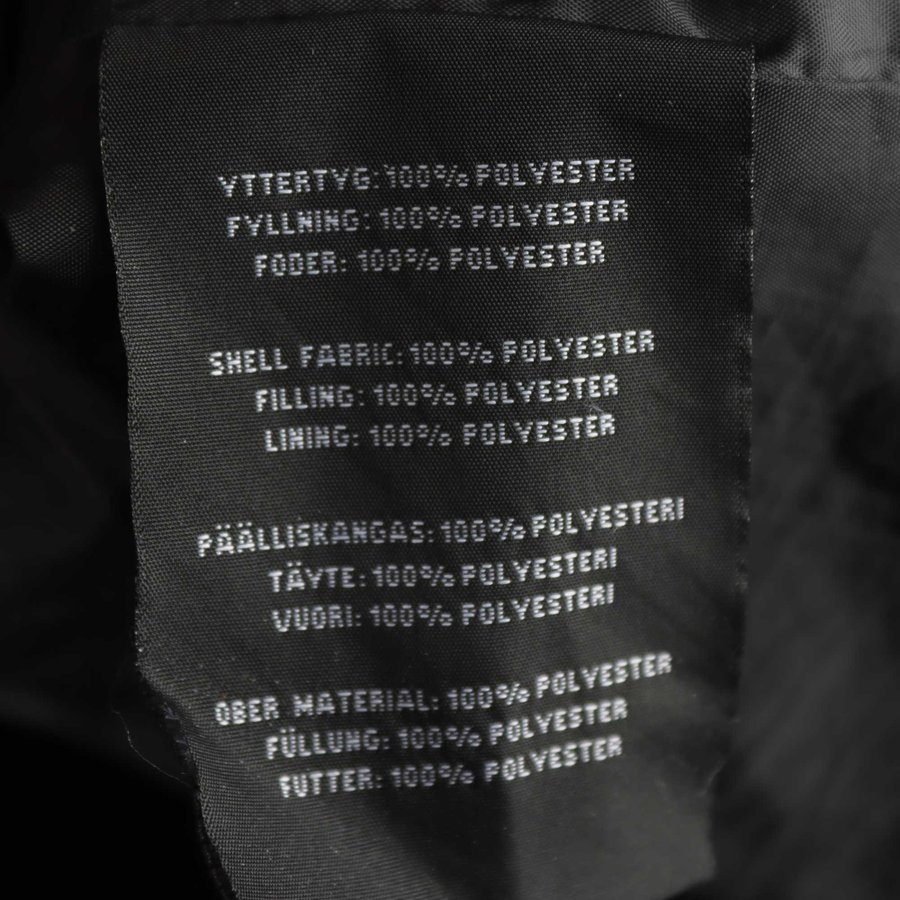 YTTERTYG: 100% POLYESTER
FYLLNING: 100% POLYESTER
FODER: 100% POLYESTER
SHELL FABRIC: 100% POLYESTER
FILLING: 100% POLYESTER
LINING: 100% POLYESTER
PÄÄLLISKANGAS: 100% POLYESTERI
TÄYTE: 100% POLYESTERI
VUORI: 100% POLYESTERI
OBER MATERIAL: 100% POLYESTER
FÜLLUNG: 100% POLYESTER
FUTTER: 100% POLYESTER